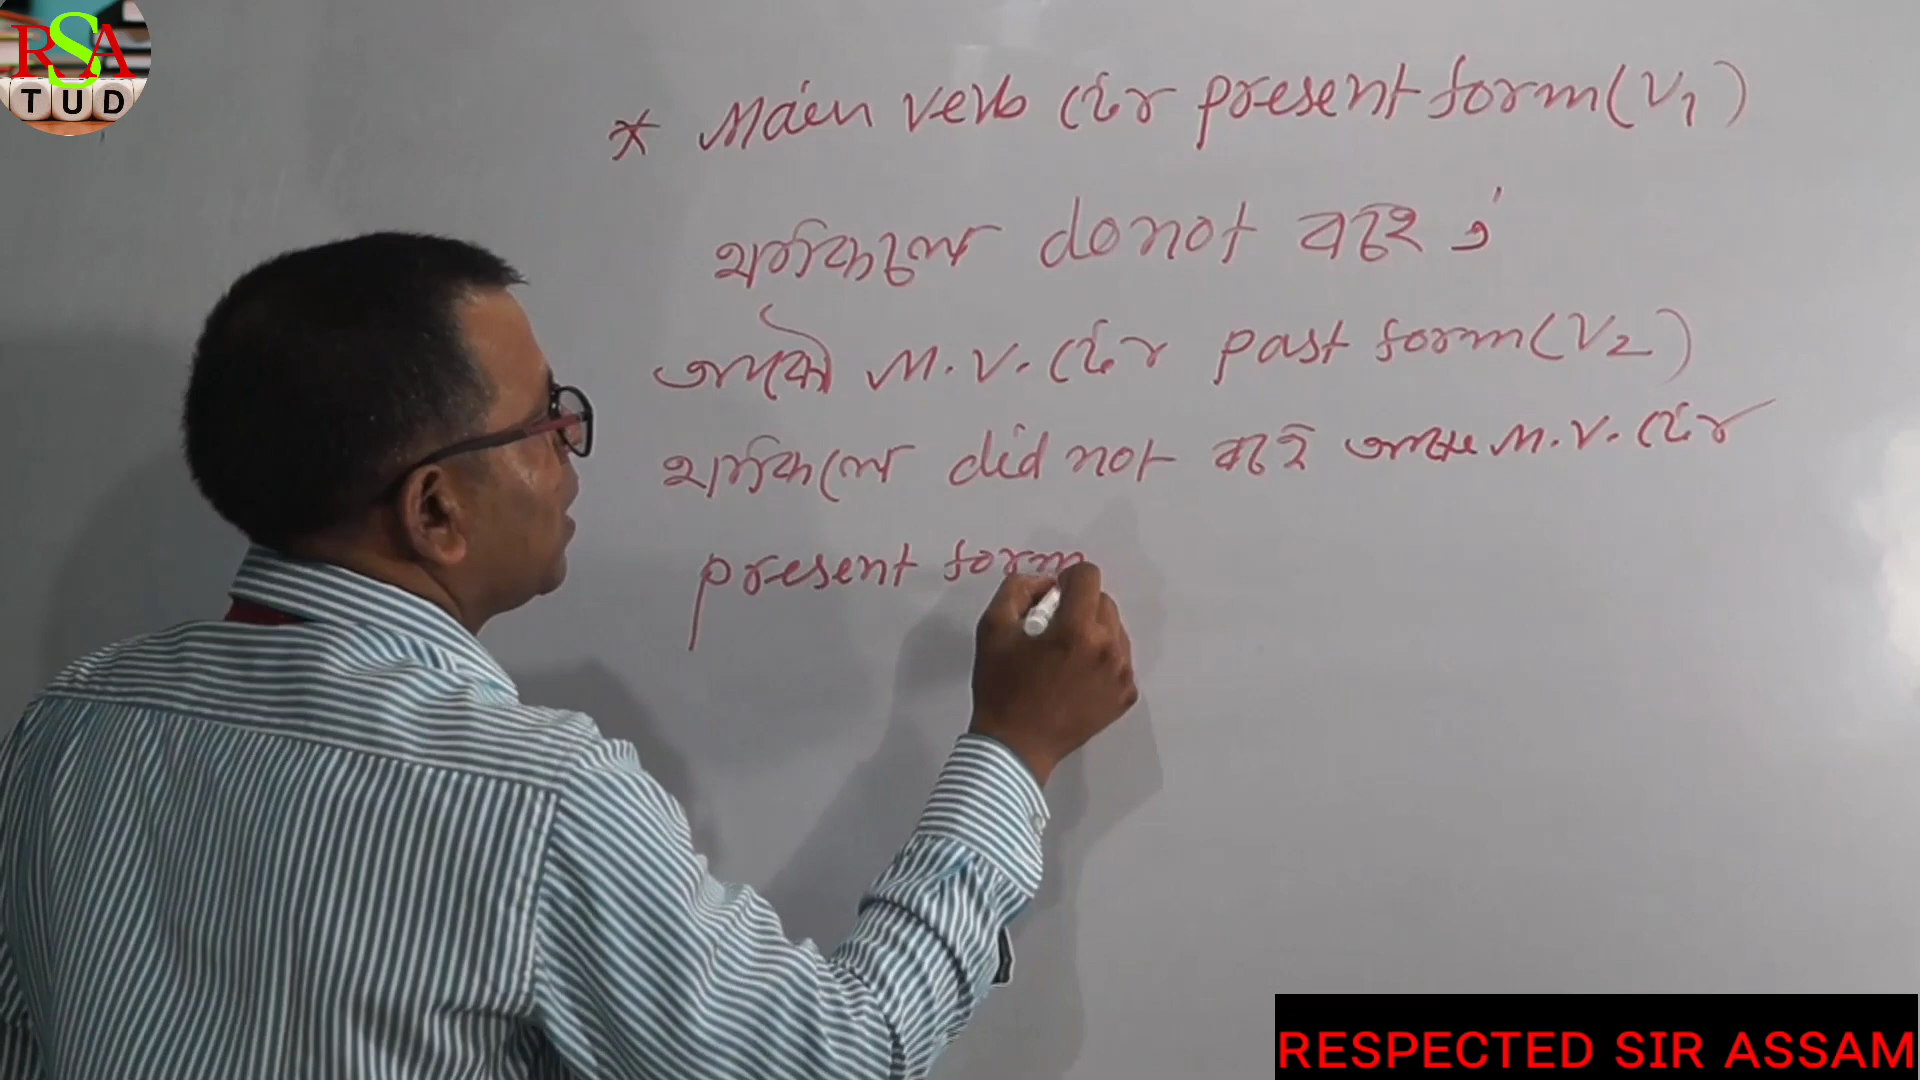 RSA
TUD
* Main verb টোৰ present form (V1)
থাকিলে do not বহে ।
আকৌ M.V. টোৰ past form (V2)
থাকিলে did not বহে আৰু M.V. টোৰ
present form
RESPECTED SIR ASSAM